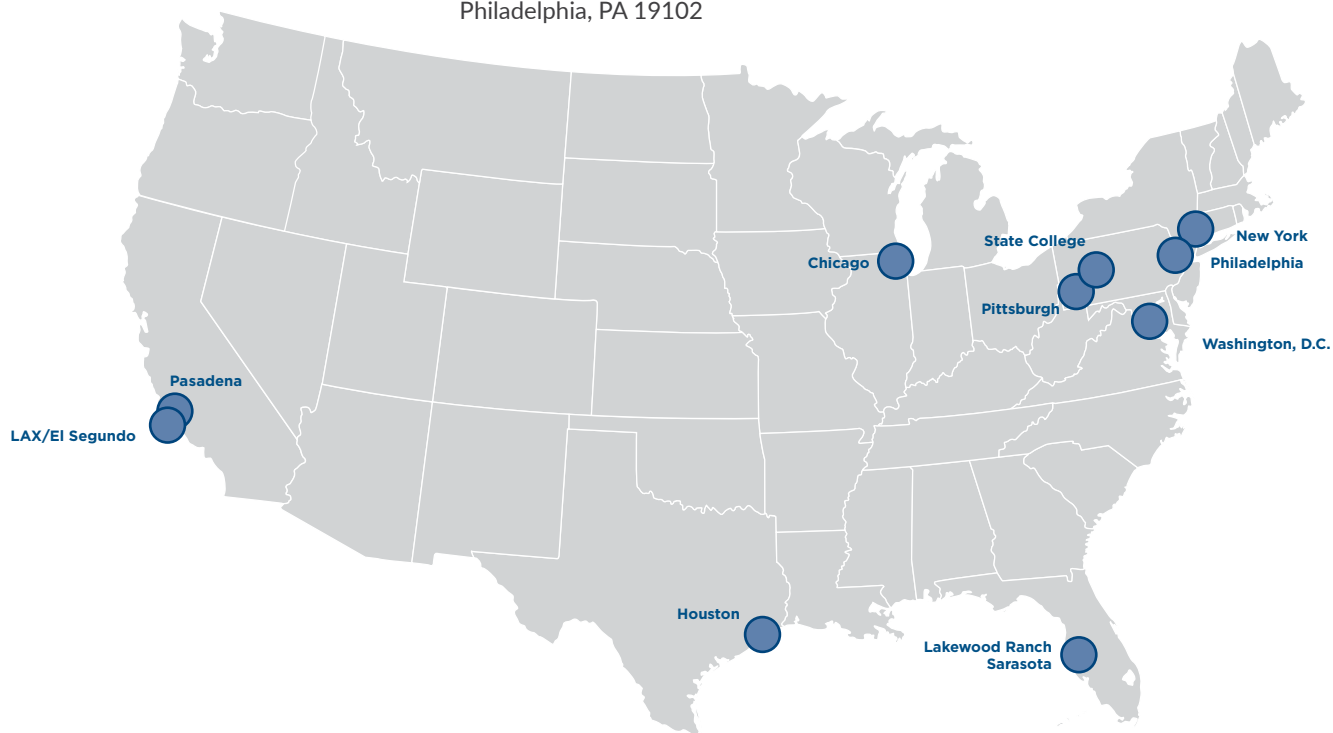 Philadelphia, PA 19102
State College
New York
Chicago
Philadelphia
Pittsburgh
Washington, D.C.
Pasadena
LAX/El Segundo
Houston
Lakewood Ranch
Sarasota